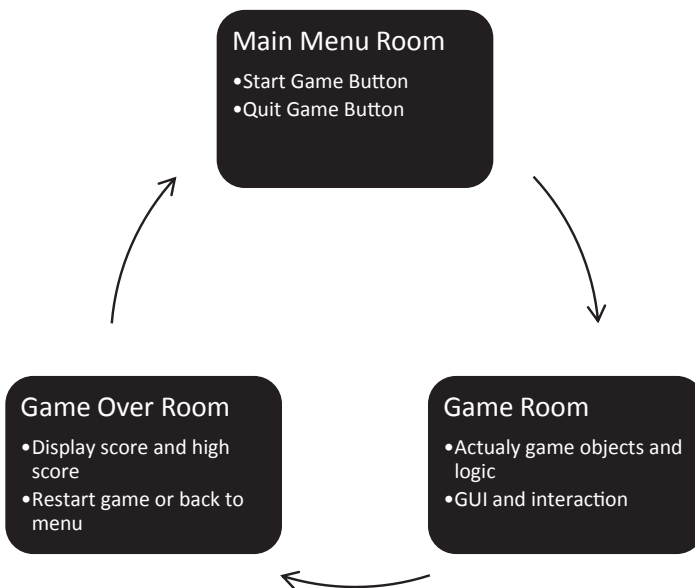 Main Menu Room
•Start Game Button
•Quit Game Button
Game Over Room
•Display score and high
score
•Restart game or back to
menu
Game Room
•Actualy game objects and
logic
•GUI and interaction